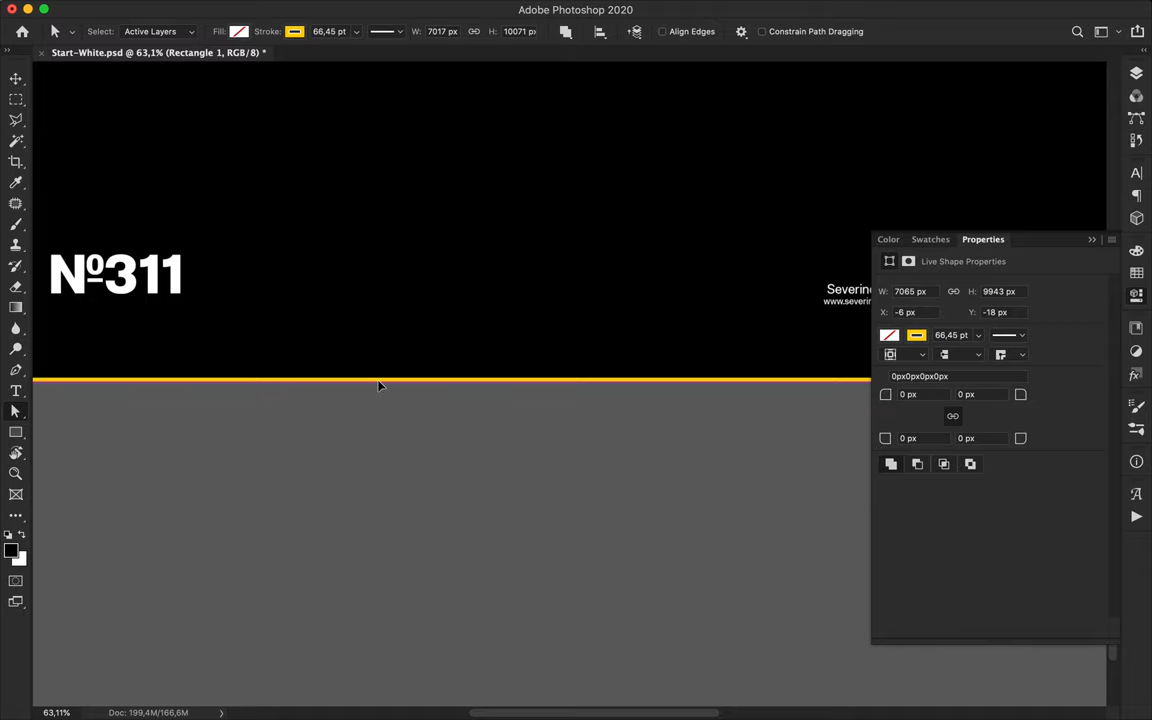 Adobe Photoshop 2020
Select: Active Layers Fill: Stroke: 66,45 pt W: 7017 px H: 10071 px Align Edges Constrain Path Dragging
Start-White.psd @ 63,1% (Rectangle 1, RGB/8) *
Nº311
Severin
www.severin
Color Swatches Properties
Live Shape Properties
W: 7065 px H: 9943 px
X: -6 px Y: -18 px
66,45 pt
0px0px0px0px
0 px 0 px
0 px 0 px
63,11% Doc: 199,4M/166,6M